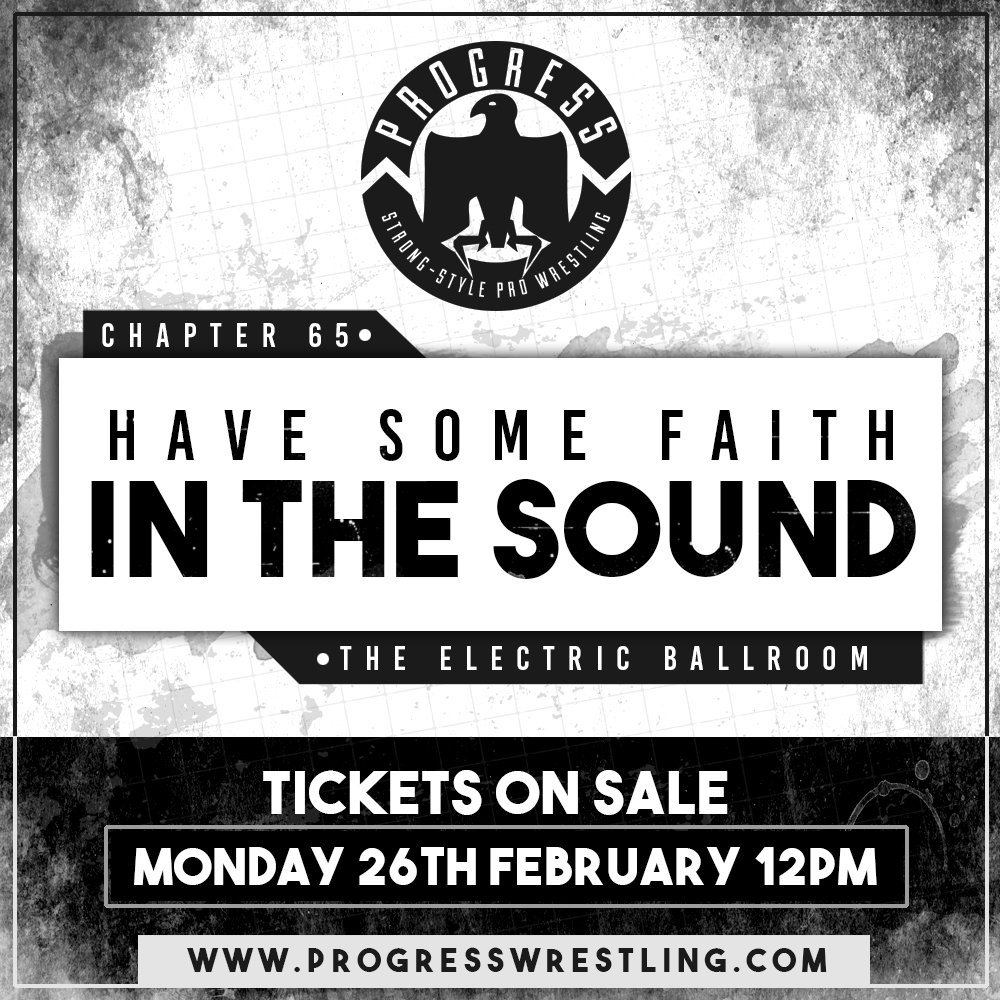 PROGRESS
STRONG-STYLE PRO WRESTLING
CHAPTER 65•
HAVE SOME FAITH
IN THE SOUND
•THE ELECTRIC BALLROOM
TICKETS ON SALE
MONDAY 26TH FEBRUARY 12PM
WWW.PROGRESSWRESTLING.COM